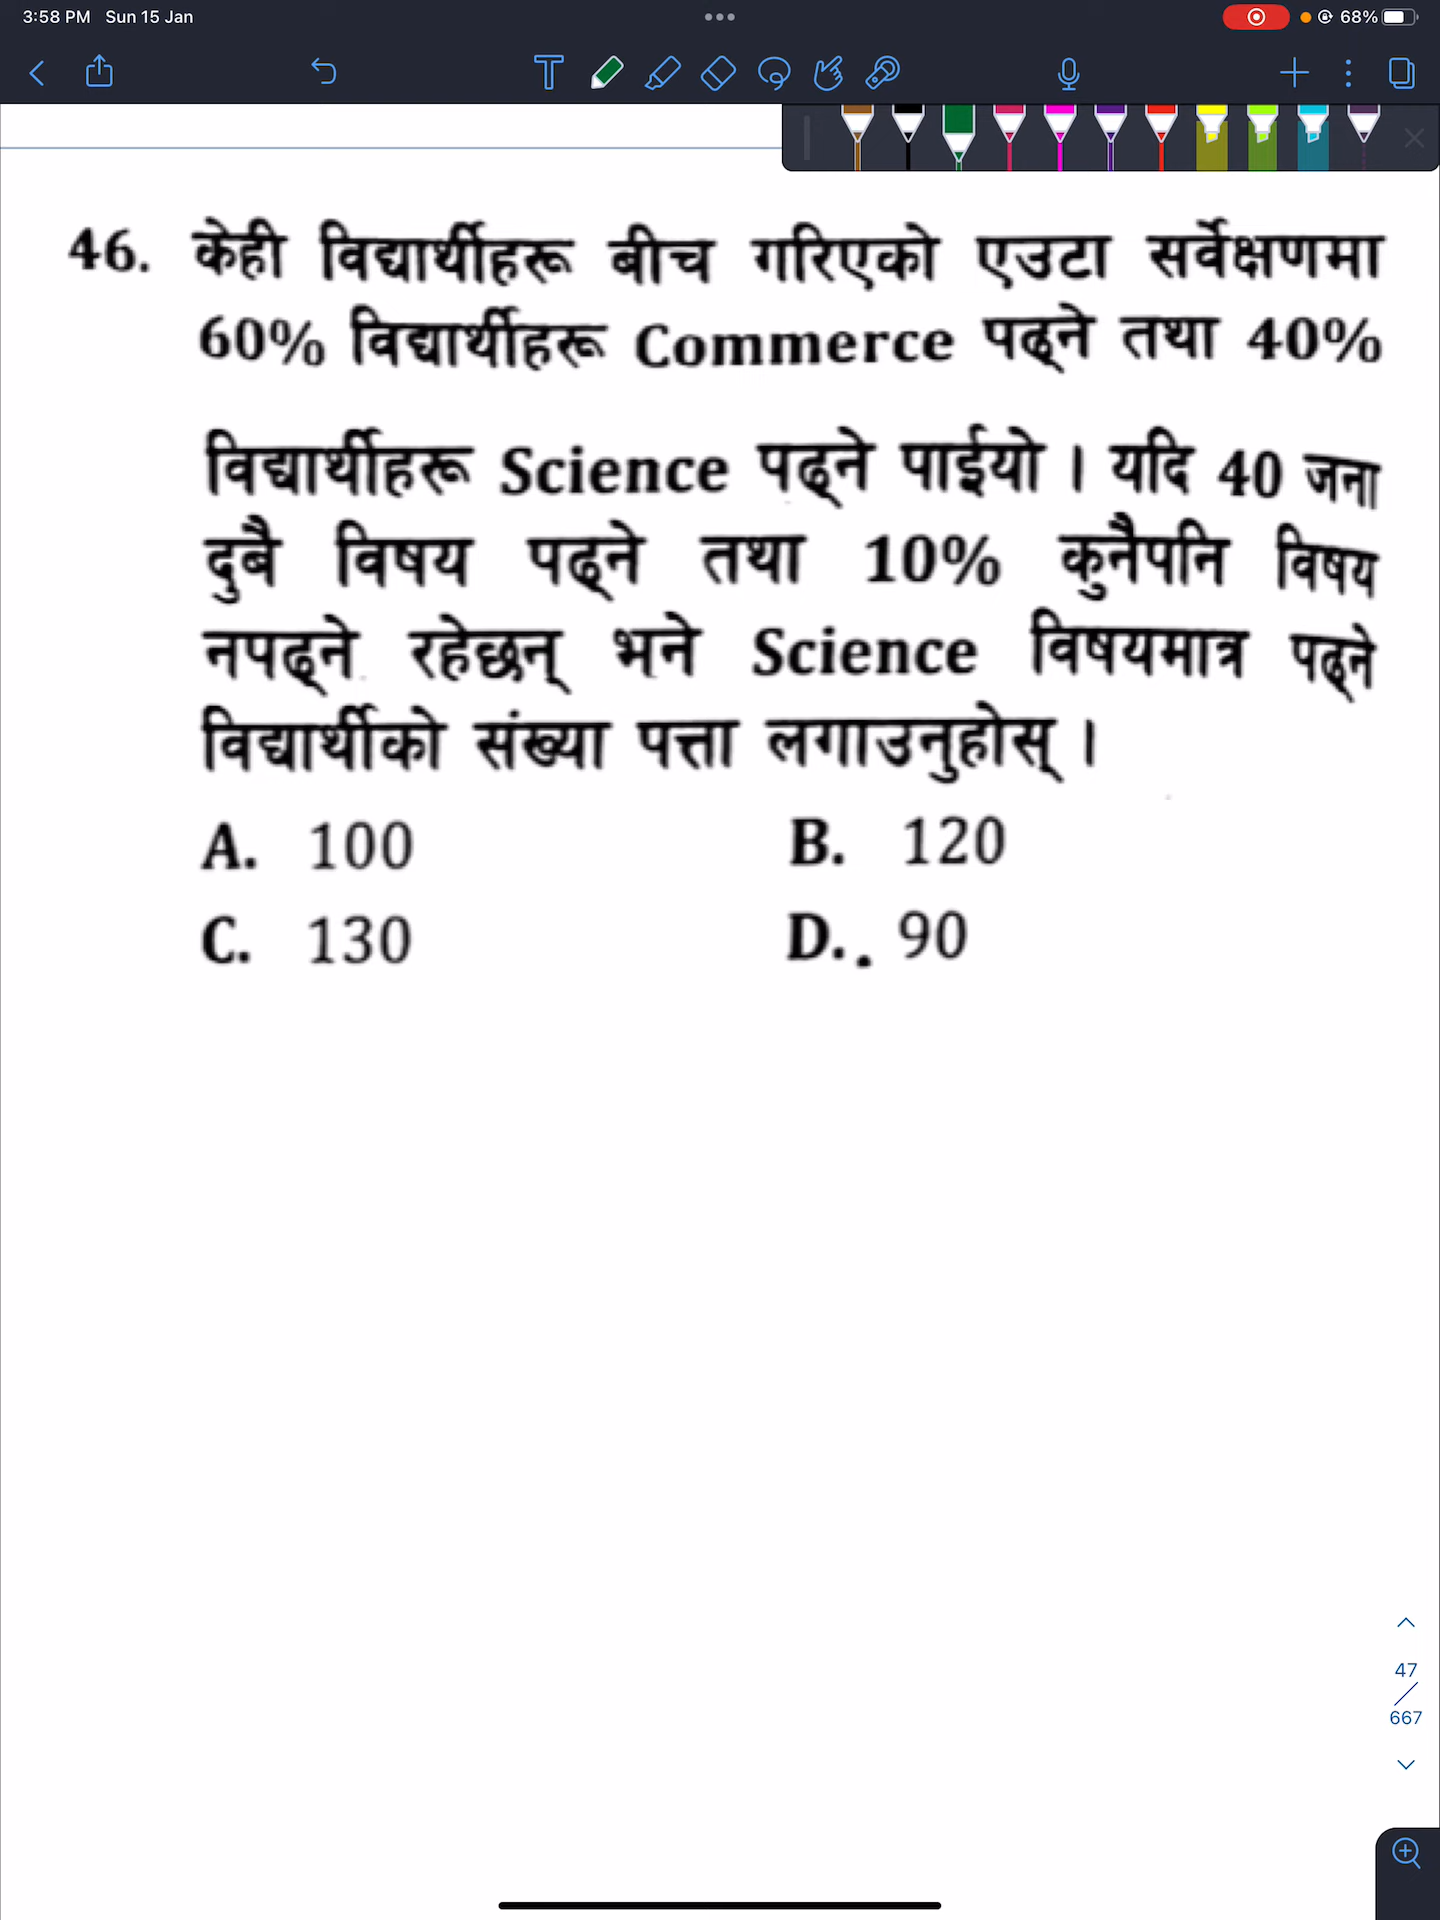 3:58 PM Sun 15 Jan
68%
46. केही विद्यार्थीहरू बीच गरिएको एउटा सर्वेक्षणमा
60% विद्यार्थीहरू Commerce पढ्ने तथा 40%
विद्यार्थीहरू Science पढ्ने पाईयो । यदि 40 जना
दुबै विषय पढ्ने तथा 10% कुनैपनि विषय
नपढ्ने रहेछन् भने Science विषयमात्र पढ्ने
विद्यार्थीको संख्या पत्ता लगाउनुहोस् ।
A. 100 B. 120
C. 130 D. 90
47
667